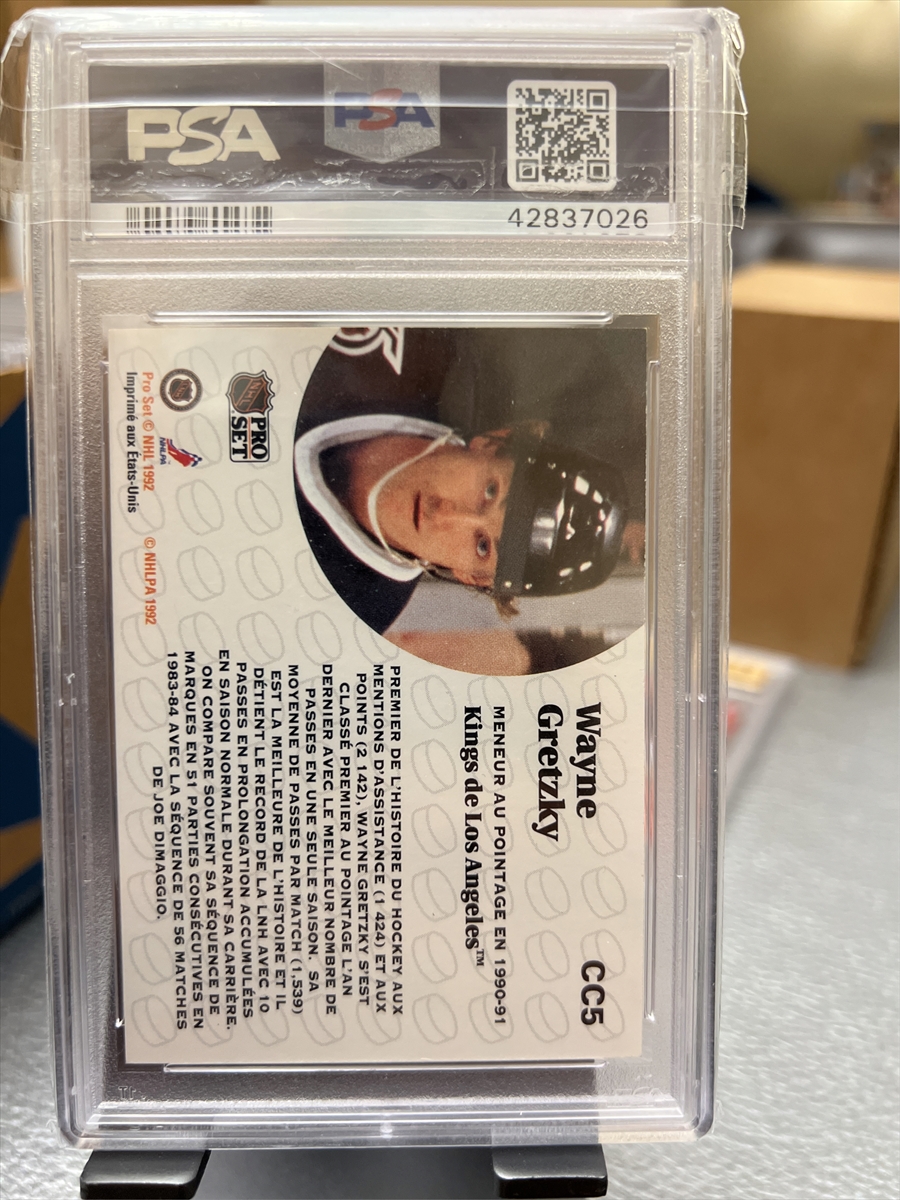 PSA
PSA
42837026
Wayne
Gretzky
CC5
MENEUR AU POINTAGE EN 1990-91
Kings de Los Angeles™
PREMIER DE L'HISTOIRE DU HOCKEY AUX
MENTIONS D'ASSISTANCE (1 424) ET AUX
POINTS (2 142), WAYNE GRETZKY S'EST
CLASSÉ PREMIER AU POINTAGE L'AN
DERNIER AVEC LE MEILLEUR NOMBRE DE
PASSES EN UNE SEULE SAISON. SA
MOYENNE DE PASSES PAR MATCH (1,539)
EST LA MEILLEURE DE L'HISTOIRE ET IL
DÉTIENT LE RECORD DE LA LNH AVEC 10
PASSES EN PROLONGATION ACCUMULÉES
EN SAISON NORMALE DURANT SA CARRIÈRE.
ON COMPARE SOUVENT SA SÉQUENCE DE
MARQUES EN 51 PARTIES CONSÉCUTIVES EN
1983-84 AVEC LA SÉQUENCE DE 56 MATCHES
DE JOE DIMAGGIO.
NHL
PRO
SET
NHLPA
Pro Set © NHL 1992 © NHLPA 1992
Imprimé aux États-Unis